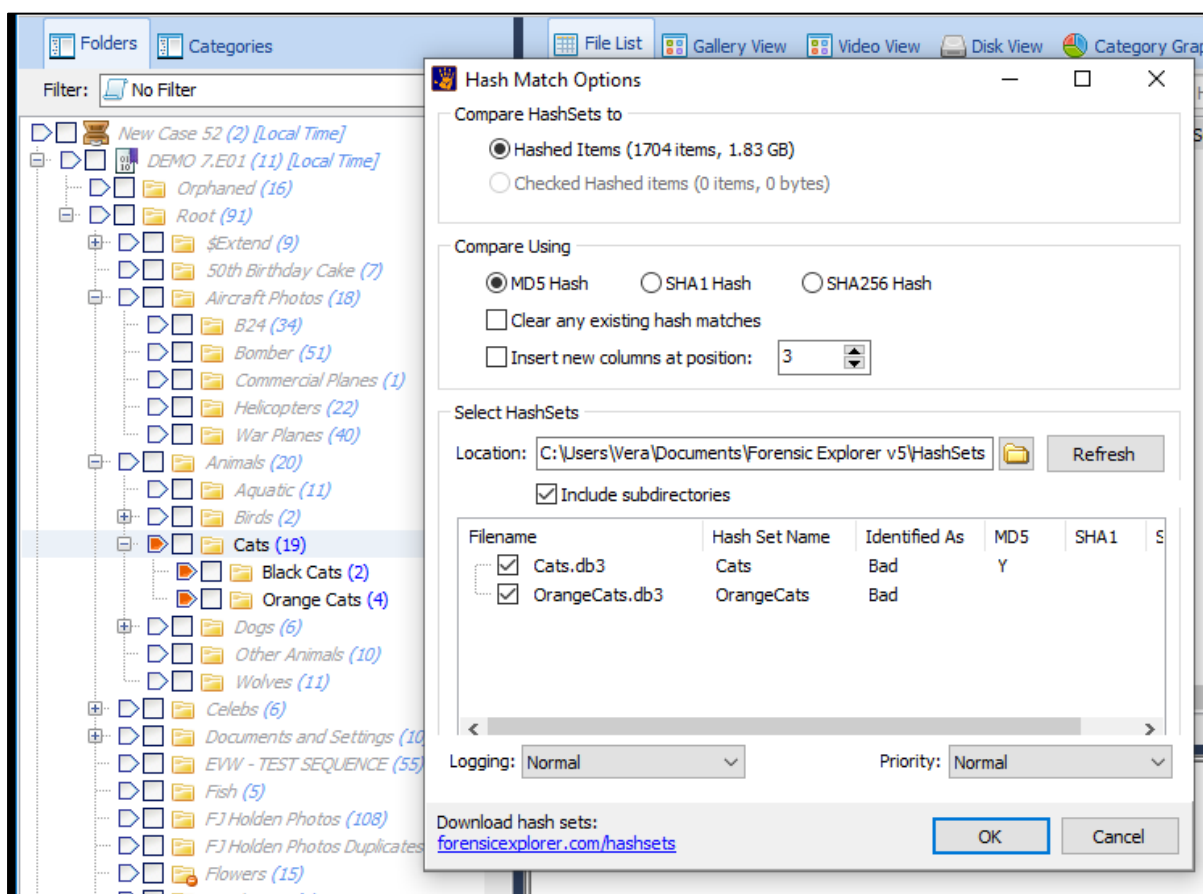 Folders
Categories
File List
Gallery View
Video View
Disk View
Category Grap
Filter: No Filter
New Case 52 (2) [Local Time]
DEMO 7.E01 (11) [Local Time]
Orphaned (16)
Root (91)
$Extend (9)
50th Birthday Cake (7)
Aircraft Photos (18)
B24 (34)
Bomber (51)
Commercial Planes (1)
Helicopters (22)
War Planes (40)
Animals (20)
Aquatic (11)
Birds (2)
Cats (19)
Black Cats (2)
Orange Cats (4)
Dogs (6)
Other Animals (10)
Wolves (11)
Celebs (6)
Documents and Settings (10
EVW - TEST SEQUENCE (55)
Fish (5)
FJ Holden Photos (108)
FJ Holden Photos Duplicates
Flowers (15)
Hash Match Options
Compare HashSets to
Hashed Items (1704 items, 1.83 GB)
Checked Hashed items (0 items, 0 bytes)
Compare Using
MD5 Hash
SHA1 Hash
SHA256 Hash
Clear any existing hash matches
Insert new columns at position: 3
Select HashSets
Location: C:\Users\Vera\Documents\Forensic Explorer v5\HashSets
Refresh
Include subdirectories
Filename Hash Set Name Identified As MD5 SHA1 S
Cats.db3 Cats Bad Y
OrangeCats.db3 OrangeCats Bad
Logging: Normal
Priority: Normal
Download hash sets:
forensicexplorer.com/hashsets
OK
Cancel